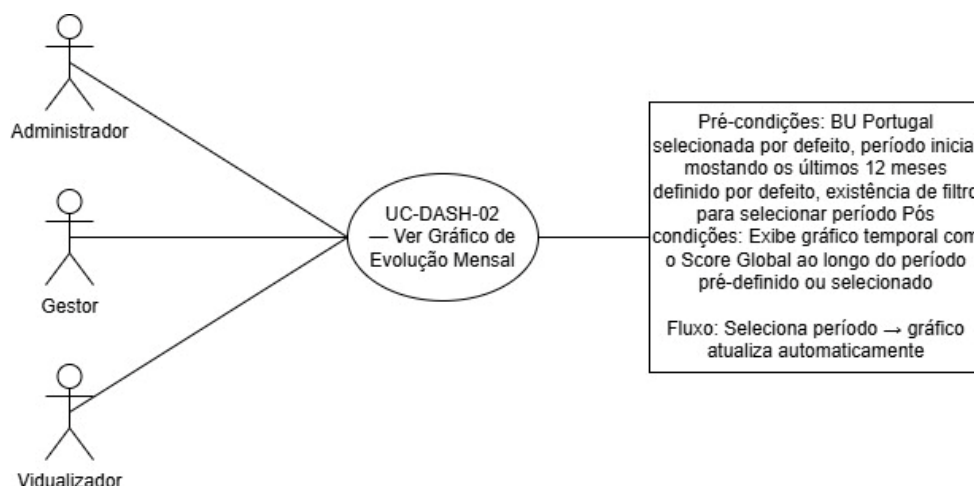 Administrador
Gestor
Vidualizador
UC-DASH-02
— Ver Gráfico de
Evolução Mensal
Pré-condições: BU Portugal
selecionada por defeito, período inicia
mostando os últimos 12 meses
definido por defeito, existência de filtro
para selecionar período Pós
condições: Exibe gráfico temporal com
o Score Global ao longo do período
pré-definido ou selecionado
Fluxo: Seleciona período → gráfico
atualiza automaticamente